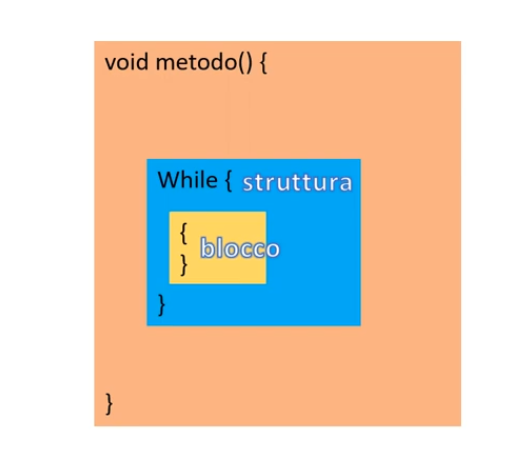 void metodo() {
While { struttura
{
blocco
}
}
}